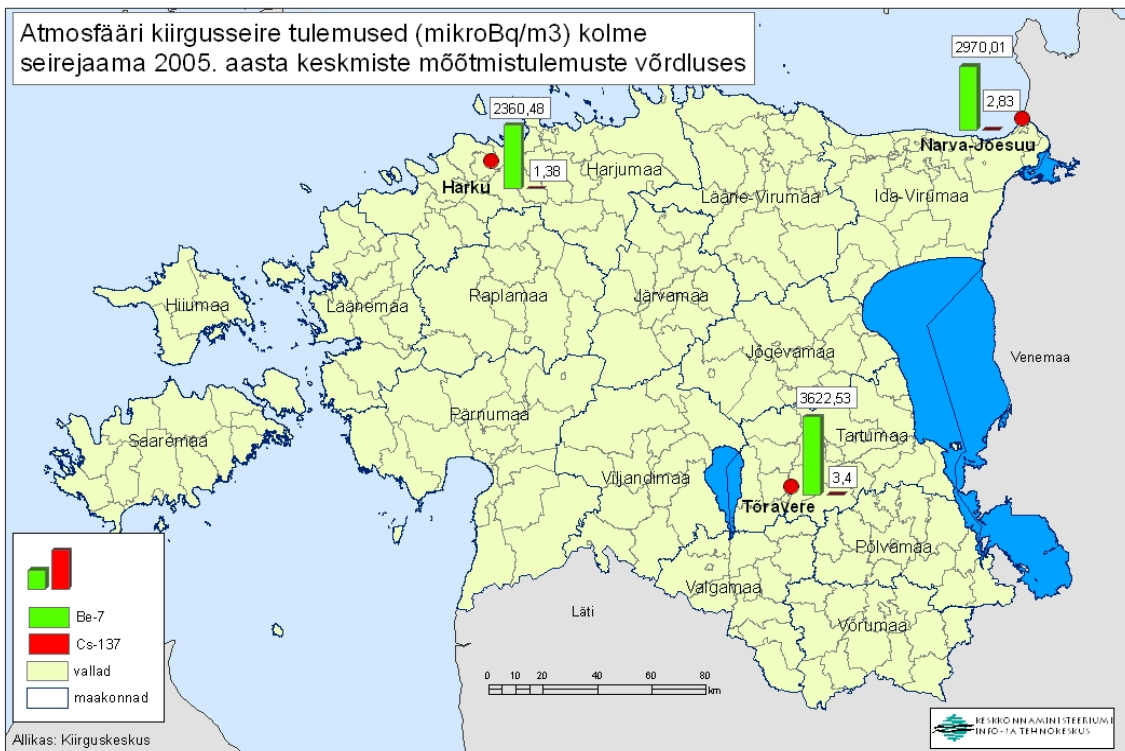 Atmosfääri kiirgusseire tulemused (mikroBq/m3) kolme
seirejaama 2005. aasta keskmiste mõõtmistulemuste võrdluses
2970,01
2,83
Narva-Jõesuu
2360,48
1,38
Harku
Harjumaa
Lääne-Virumaa
Ida-Virumaa
Hiiumaa
Läänemaa
Raplamaa
Järvamaa
Jõgevamaa
Venemaa
3622,53
Pärnumaa
Saaremaa
Tartumaa
Viljandimaa
3,4
Tõravere
Põlvamaa
Valgamaa
Läti
Võrumaa
Be-7
Cs-137
vallad
maakonnad
0 10 20 40 60 80
km
Allikas: Kiirguskeskus
KESKKONNAMINISTEERIUMI
INFO- JA TEHNOKESKUS